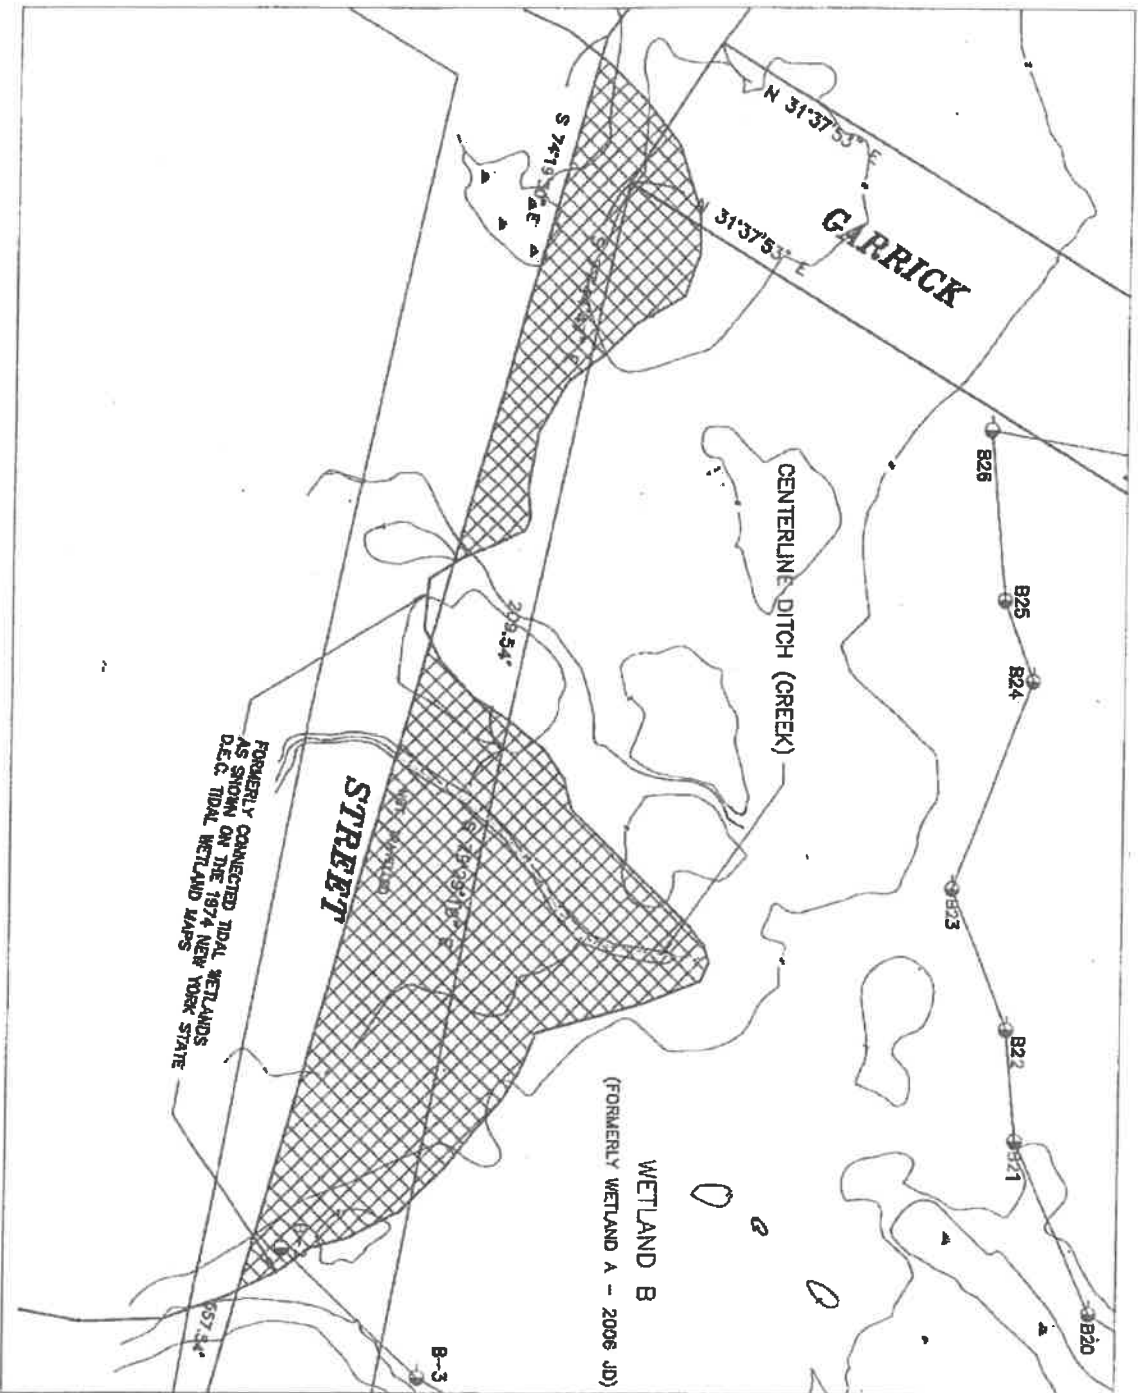 N 31°37'53" E
N 31°37'53" E
GARRICK
S 74°19'
E
CENTERLINE DITCH (CREEK)
B26
B25
B24
B23
B22
B21
B20
209.54'
STREET
FORMERLY CONNECTED TIDAL WETLANDS
AS SHOWN ON THE 1974 NEW YORK STATE
D.E.C. TIDAL WETLAND MAPS
WETLAND B
(FORMERLY WETLAND A - 2006 JD)
657.54'
B-3